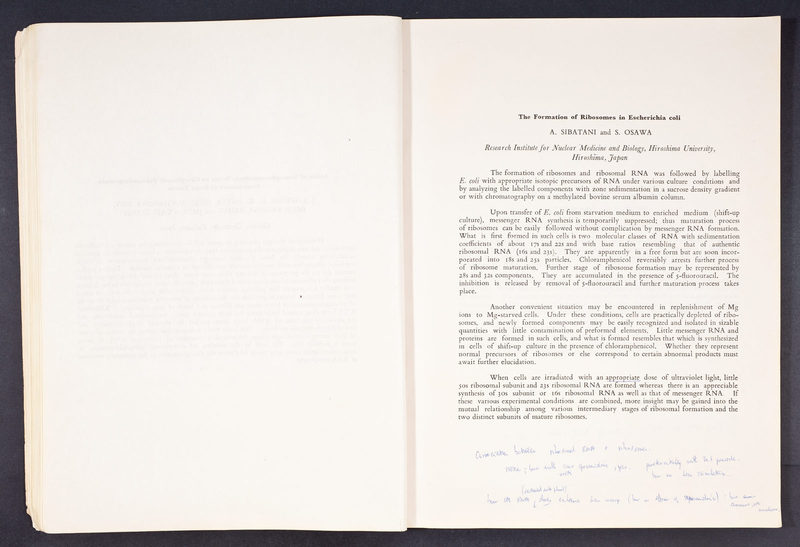 The Formation of Ribosomes in Escherichia coli
A. SIBATANI and S. OSAWA
Research Institute for Nuclear Medicine and Biology, Hiroshima University,
Hiroshima, Japan
The formation of ribosomes and ribosomal RNA was followed by labelling
E. coli with appropriate isotopic precursors of RNA under various culture conditions and
by analyzing the labelled components with zone sedimentation in a sucrose density gradient
or with chromatography on a methylated bovine serum albumin column.
Upon transfer of E. coli from starvation medium to enriched medium (shift-up
culture), messenger RNA synthesis is temporarily suppressed; thus maturation process
of ribosomes can be easily followed without complication by messenger RNA formation.
What is first formed in such cells is two molecular classes of RNA with sedimentation
coefficients of about 17s and 22s and with base ratios resembling that of authentic
ribosomal RNA (16s and 23s). They are apparently in a free form but are soon incor-
porated into 18s and 25s particles. Chloramphenicol reversibly arrests further process
of ribosome maturation. Further stage of ribosome formation may be represented by
28s and 32s components. They are accumulated in the presence of 5-fluorouracil. The
inhibition is released by removal of 5-fluorouracil and further maturation process takes
place.
Another convenient situation may be encountered in replenishment of Mg
ions to Mg-starved cells. Under these conditions, cells are practically depleted of ribo-
somes, and newly formed components may be easily recognized and isolated in sizable
quantities with little contamination of preformed elements. Little messenger RNA and
proteins are formed in such cells, and what is formed resembles that which is synthesized
in cells of shift-up culture in the presence of chloramphenicol. Whether they represent
normal precursors of ribosomes or else correspond to certain abnormal products must
await further elucidation.
When cells are irradiated with an appropriate dose of ultraviolet light, little
50s ribosomal subunit and 23s ribosomal RNA are formed whereas there is an appreciable
synthesis of 30s subunit or 16s ribosomal RNA as well as that of messenger RNA. If
these various experimental conditions are combined, more insight may be gained into the
mutual relationship among various intermediary stages of ribosomal formation and the
two distinct subunits of mature ribosomes.
between ribosomal RNA + ribosomes.